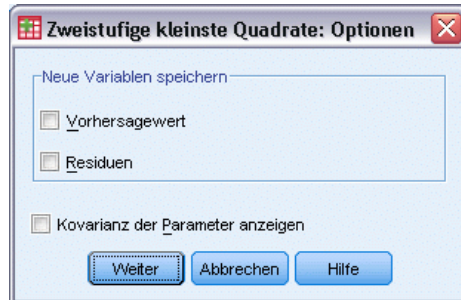 Zweistufige kleinste Quadrate: Optionen
Neue Variablen speichern
Vorhersagewert
Residuen
Kovarianz der Parameter anzeigen
Weiter Abbrechen Hilfe